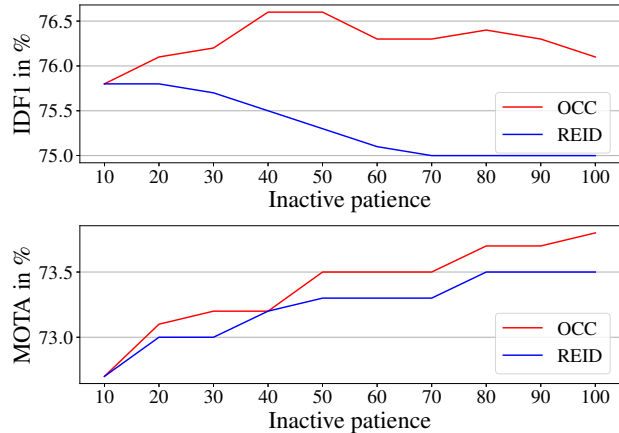 IDF1 in %
76.5
76.0
75.5
75.0
OCC
REID
10 20 30 40 50 60 70 80 90 100
Inactive patience
MOTA in %
73.5
73.0
OCC
REID
10 20 30 40 50 60 70 80 90 100
Inactive patience